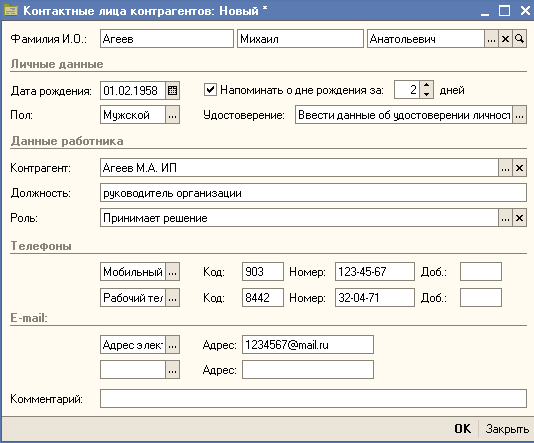 Контактные лица контрагентов: Новый *
Фамилия И.О.: Агеев Михаил Анатольевич ...
Личные данные
Дата рождения: 01.02.1958 Напоминать о дне рождения за: 2 дней
Пол: Мужской ... Удостоверение: Ввести данные об удостоверении личност ...
Данные работника
Контрагент: Агеев М.А. ИП ...
Должность: руководитель организации
Роль: Принимает решение ...
Телефоны
Мобильный ... Код: 903 Номер: 123-45-67 Доб.:
Рабочий тел ... Код: 8442 Номер: 32-04-71 Доб.:
E-mail:
Адрес элект ... Адрес: 1234567@mail.ru
... Адрес:
Комментарий:
OK Закрыть